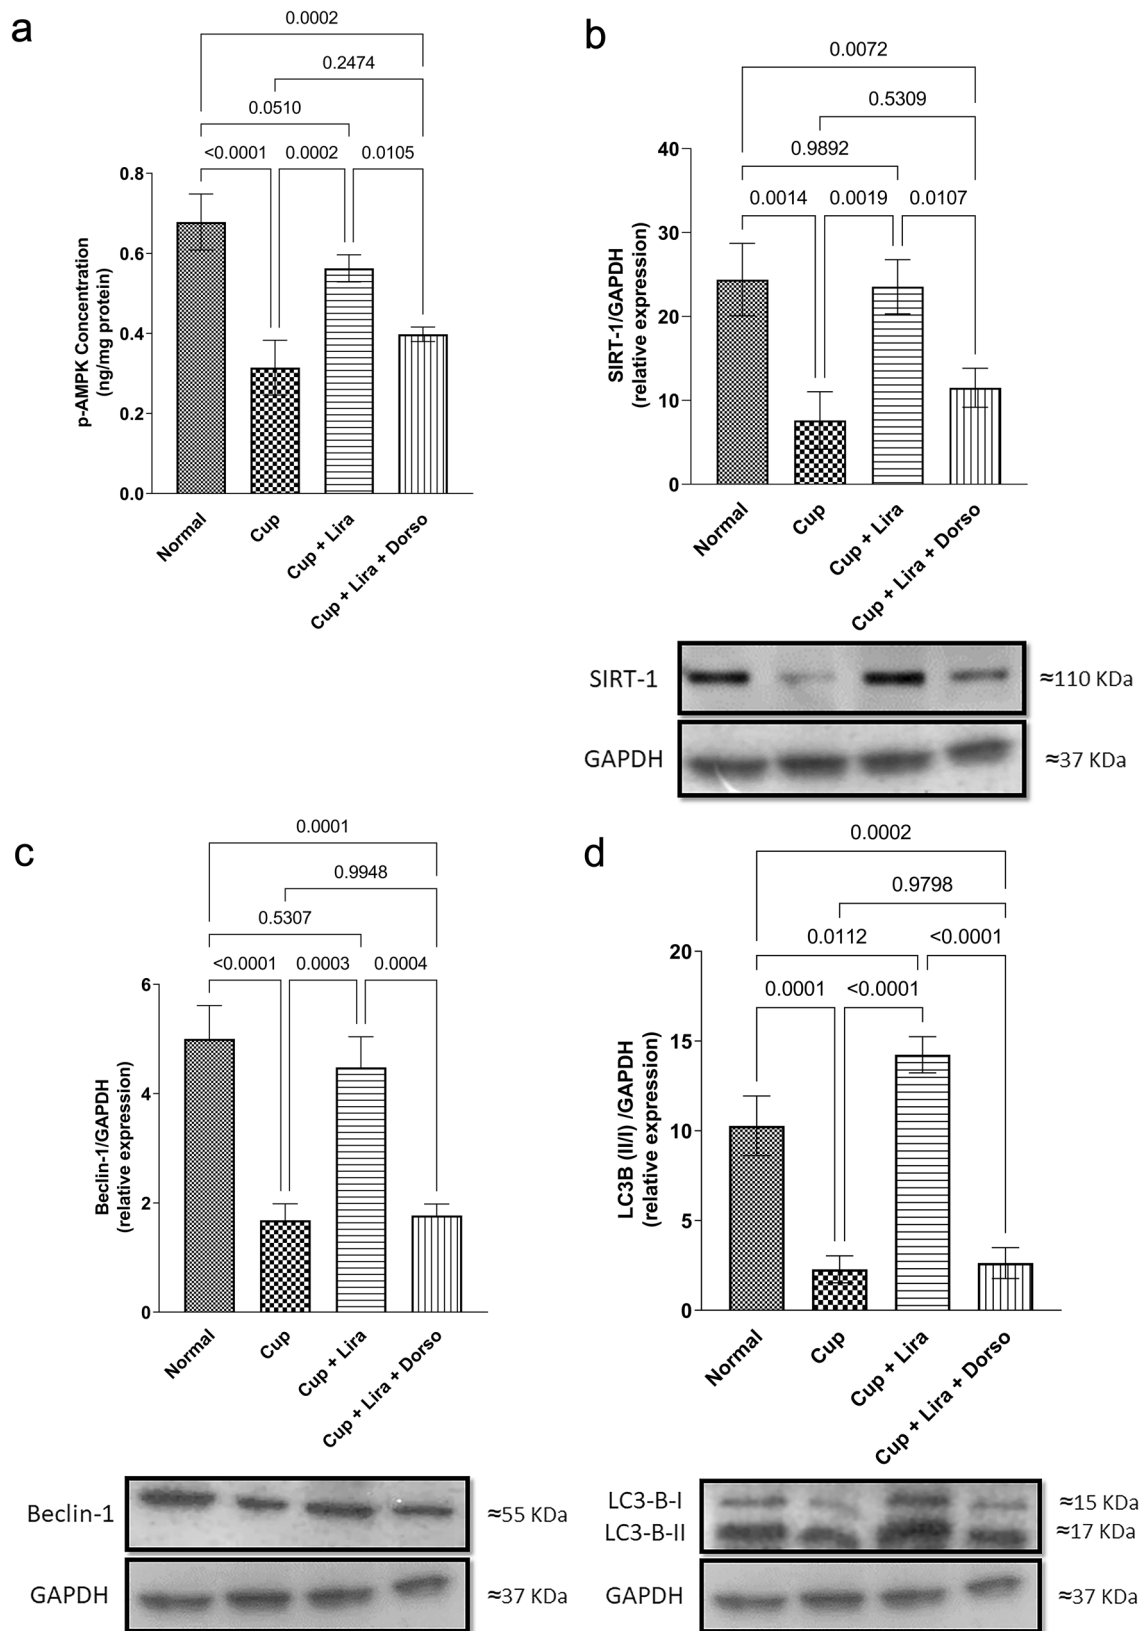 a
0.0002
0.2474
0.0510
<0.0001 0.0002 0.0105
0.8
0.6
0.4
0.2
0.0
p-AMPK Concentration
(ng/mg protein)
Normal
Cup
Cup + Lira
Cup + Lira + Dorso
b
0.0072
0.5309
0.9892
0.0014 0.0019 0.0107
40
30
20
10
0
SIRT-1/GAPDH
(relative expression)
Normal
Cup
Cup + Lira
Cup + Lira + Dorso
SIRT-1 ≈110 KDa
GAPDH ≈37 KDa
c
0.0001
0.9948
0.5307
<0.0001 0.0003 0.0004
6
4
2
0
Beclin-1/GAPDH
(relative expression)
Normal
Cup
Cup + Lira
Cup + Lira + Dorso
Beclin-1 ≈55 KDa
GAPDH ≈37 KDa
d
0.0002
0.9798
0.0112 <0.0001
0.0001 <0.0001
20
15
10
5
0
LC3B (II/I) /GAPDH
(relative expression)
Normal
Cup
Cup + Lira
Cup + Lira + Dorso
LC3-B-I ≈15 KDa
LC3-B-II ≈17 KDa
GAPDH ≈37 KDa